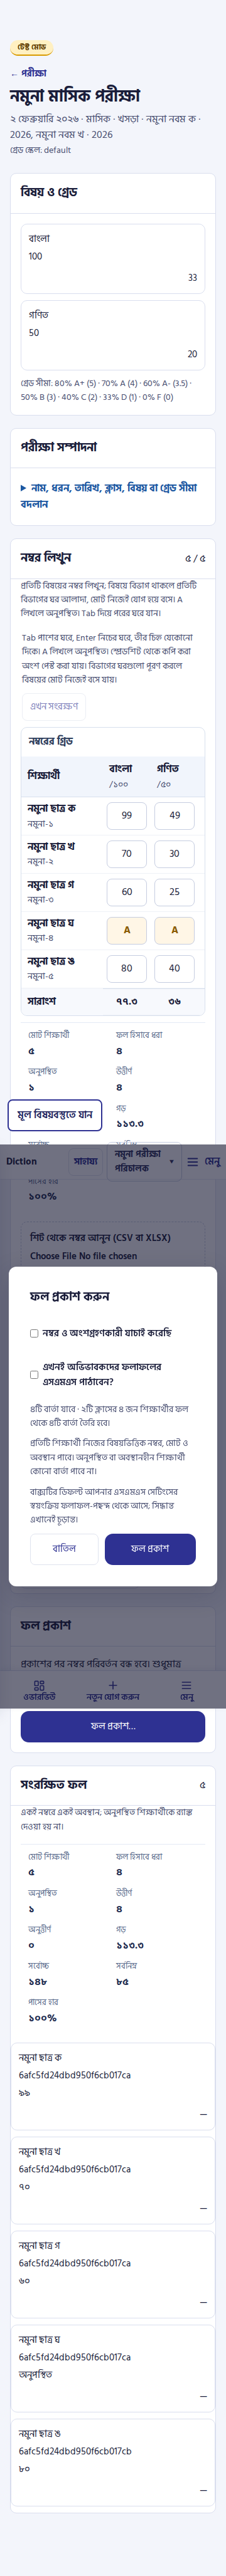 টেস্ট মোড
← পরীক্ষা
নমুনা মাসিক পরীক্ষা
২ ফেব্রুয়ারি ২০২৬ · মাসিক · খসড়া · নমুনা নবম ক ·
2026, নমুনা নবম খ · 2026
গ্রেড স্কেল: default
বিষয় ও গ্রেড
বাংলা
100
33
গণিত
50
20
গ্রেড সীমা: 80% A+ (5) · 70% A (4) · 60% A- (3.5) ·
50% B (3) · 40% C (2) · 33% D (1) · 0% F (0)
পরীক্ষা সম্পাদনা
▶ নাম, ধরন, তারিখ, ক্লাস, বিষয় বা গ্রেড সীমা
বদলান
নম্বর লিখুন
৫ / ৫
প্রতিটি বিষয়ের নম্বর লিখুন; বিষয়ে বিভাগ থাকলে প্রতিটি
বিভাগের ঘর আলাদা, মোট নিজেই যোগ হয়ে বসে। A
লিখলে অনুপস্থিত। Tab দিয়ে পরের ঘরে যান।
Tab পাশের ঘরে, Enter নিচের ঘরে, তীর চিহ্ন যেকোনো
দিকে। A লিখলে অনুপস্থিত। স্প্রেডশিট থেকে কপি করা
অংশ পেস্ট করা যায়। বিভাগের ঘরগুলো পূরণ করলে
বিষয়ের মোট নিজেই বসে যায়।
এখন সংরক্ষণ
নম্বরের গ্রিড
শিক্ষার্থী
বাংলা
/১০০
গণিত
/৫০
নমুনা ছাত্র ক
নমুনা-১
99
49
নমুনা ছাত্র খ
নমুনা-২
70
30
নমুনা ছাত্র গ
নমুনা-৩
60
25
নমুনা ছাত্র ঘ
নমুনা-৪
A
A
নমুনা ছাত্র ঙ
নমুনা-৫
80
40
সারাংশ
৭৭.৩
৩৬
মোট শিক্ষার্থী
৫
ফল হিসাবে ধরা
৪
অনুপস্থিত
১
উত্তীর্ণ
৪
মূল বিষয়বস্তুতে যান
গড়
১১৩.৩
Diction
সাহায্য
নমুনা পরীক্ষা
পরিচালক
মেনু
পাসের হার
১০০%
শিট থেকে নম্বর আনুন (CSV বা XLSX)
Choose File No file chosen
ফল প্রকাশ করুন
নম্বর ও অংশগ্রহণকারী যাচাই করেছি
এখনই অভিভাবকদের ফলাফলের
এসএমএস পাঠাবেন?
৪টি বার্তা যাবে · ২টি ক্লাসের ৪ জন শিক্ষার্থীর ফল
থেকে ৪টি বার্তা তৈরি হবে।
প্রতিটি শিক্ষার্থী নিজের বিষয়ভিত্তিক নম্বর, মোট ও
অবস্থান পাবে। অনুপস্থিত বা অবস্থানহীন শিক্ষার্থী
কোনো বার্তা পাবে না।
বাক্সটির ডিফল্ট আপনার এসএমএস সেটিংসের
স্বয়ংক্রিয় ফলাফল-পছন্দ থেকে আসে; সিদ্ধান্ত
এখানেই চূড়ান্ত।
বাতিল
ফল প্রকাশ
ফল প্রকাশ
প্রকাশের পর নম্বর পরিবর্তন বন্ধ হবে। শুধুমাত্র
ওভারভিউ
নতুন যোগ করুন
মেনু
ফল প্রকাশ...
সংরক্ষিত ফল
৫
একই নম্বরে একই অবস্থান; অনুপস্থিত শিক্ষার্থীকে র‍্যাঙ্ক
দেওয়া হয় না।
মোট শিক্ষার্থী
৫
ফল হিসাবে ধরা
৪
অনুপস্থিত
১
উত্তীর্ণ
৪
অনুত্তীর্ণ
০
গড়
১১৩.৩
সর্বোচ্চ
১৪৮
সর্বনিম্ন
৮৫
পাসের হার
১০০%
নমুনা ছাত্র ক
6afc5fd24dbd950f6cb017ca
৯৯
—
নমুনা ছাত্র খ
6afc5fd24dbd950f6cb017ca
৭০
—
নমুনা ছাত্র গ
6afc5fd24dbd950f6cb017ca
৬০
—
নমুনা ছাত্র ঘ
6afc5fd24dbd950f6cb017ca
অনুপস্থিত
—
নমুনা ছাত্র ঙ
6afc5fd24dbd950f6cb017cb
৮০
—